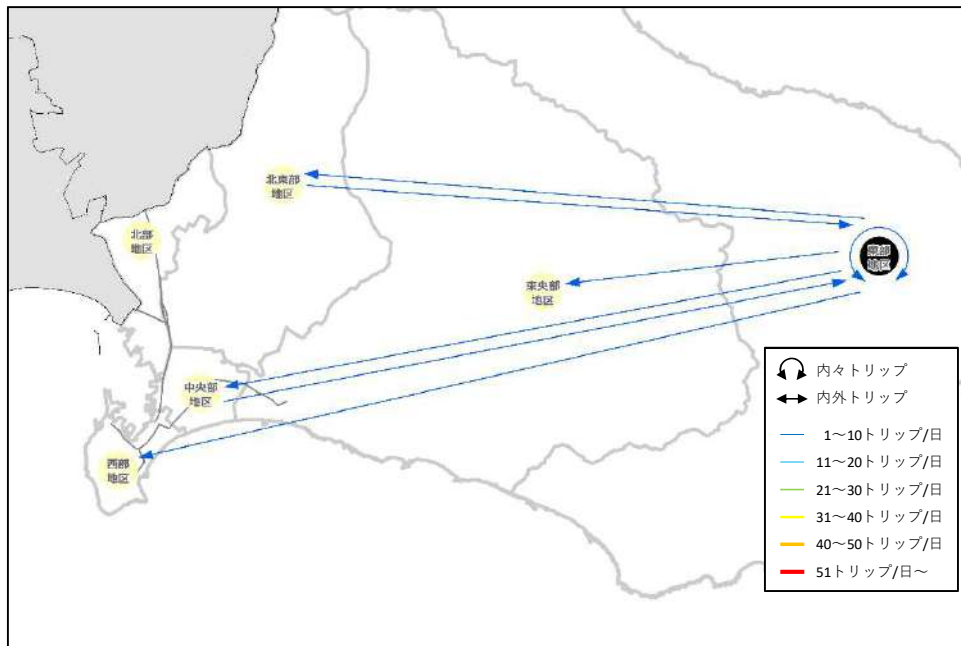 北東部
地区
北部
地区
東部
地区
東央部
地区
中央部
地区
西部
地区
内々トリップ
内外トリップ
1～10トリップ/日
11～20トリップ/日
21～30トリップ/日
31～40トリップ/日
40～50トリップ/日
51トリップ/日～